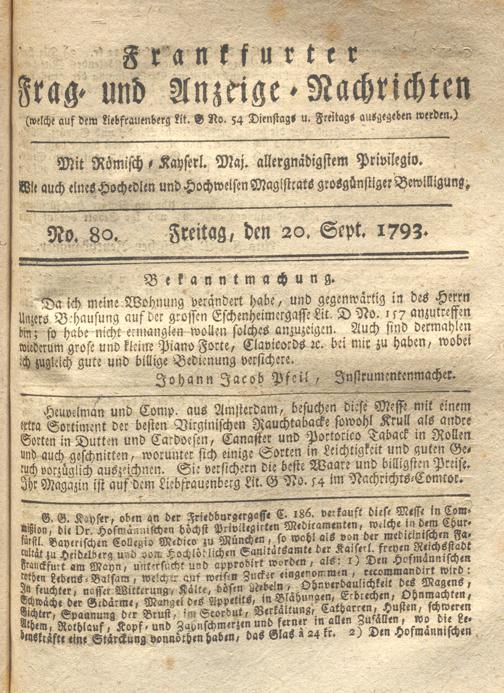 Frankfurter
Frag- und Anzeige-Nachrichten
(welche auf dem Liebfrauenberg Lit. G No. 54 Dienstags u. Freitags ausgegeben werden.)
Mit Römisch-Kayserl. Maj. allergnädigstem Privilegio.
Wie auch eines Hochedlen und Hochweisen Magistrats grosgünstiger Bewilligung.
No. 80. Freitag, den 20. Sept. 1793.
Bekanntmachung.
Da ich meine Wohnung verändert habe, und gegenwärtig in des Herrn
Unzers Behausung auf der grossen Eschenheimergasse Lit. D No. 157 anzutreffen
bin; so habe nicht ermanglen wollen solches anzuzeigen. Auch sind dermahlen
wiederum grose und kleine Piano Forte, Clavicords ꝛc. bei mir zu haben, wobei
ich zugleich gute und billige Bedienung versichere.
Johann Jacob Pfeil, Instrumentenmacher.
Heuvelman und Comp. aus Amsterdam, besuchen diese Messe mit einem
extra Sortiment der besten Virginischen Rauchtabacke sowohl Krull als andre
Sorten in Dutten und Cardoesen, Canaster und Portorico Taback in Rollen
und auch geschnitten, worunter sich einige Sorten in Leichtigkeit und guten Ge-
ruch vorzüglich auszeichnen. Sie versichern die beste Waare und billigsten Preise.
Ihr Magazin ist auf dem Liebfrauenberg Lit. G No. 54 im Nachrichts-Comtor.
G. G. Kayser, oben an der Friedburgergasse C. 186. verkauft diese Messe in Com-
mißion, die Dr. Hofmännischen höchst Privilegirten Medicamenten, welche in dem Chur-
fürstl. Bayerischen Collegio Medico zu München, so wohl als von der medicinischen Fa-
cultät zu Heidelberg und vom Hochlöblichen Sanitätsamte der Kaiserl. freyen Reichsstadt
Franckfurt am Mayn, untersucht und approbirt worden, als: 1) Den Hofmännischen
rothen Lebens-Balsam, welcher auf weissen Zucker eingenommen, recommandirt wird:
In feuchter, nasser Witterung, Kälte, bösen Nebeln, Ohnverdaulichkeit des Magens,
Schwäche der Gedärme, Mangel des Appetits, in Blähungen, Erbrechen, Ohnmachten,
Gichter, Spannung der Brust, im Scorbut, Verkältung, Catharren, Husten, schweren
Athem, Rothlauf, Kopf- und Zahnschmerzen und ferner in allen Zufällen, wo die Le-
benskräfte eine Stärckung vonnöthen haben, das Glas à 24 kr. 2) Den Hofmännischen